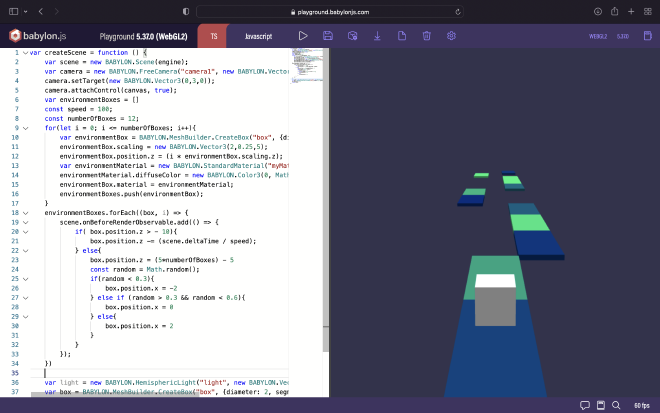 playground.babylonjs.com
babylon.js Playground 5.37.0 (WebGL2) TS Javascript WEBGL2 5.37.0
1 var createScene = function () {
2 var scene = new BABYLON.Scene(engine);
3 var camera = new BABYLON.FreeCamera("camera1", new BABYLON.Vector
4 camera.setTarget(new BABYLON.Vector3(0,3,0));
5 camera.attachControl(canvas, true);
6 var environmentBoxes = []
7 const speed = 100;
8 const numberOfBoxes = 12;
9 for(let i = 0; i <= numberOfBoxes; i++){
10 var environmentBox = BABYLON.MeshBuilder.CreateBox("box", {di
11 environmentBox.scaling = new BABYLON.Vector3(2,0.25,5);
12 environmentBox.position.z = (i * environmentBox.scaling.z);
13 var environmentMaterial = new BABYLON.StandardMaterial("myMa
14 environmentMaterial.diffuseColor = new BABYLON.Color3(0, Math
15 environmentBox.material = environmentMaterial;
16 environmentBoxes.push(environmentBox);
17 }
18 environmentBoxes.forEach((box, i) => {
19 scene.onBeforeRenderObservable.add(() => {
20 if( box.position.z > - 10){
21 box.position.z -= (scene.deltaTime / speed);
22 } else{
23 box.position.z = (5*numberOfBoxes) - 5
24 const random = Math.random();
25 if(random < 0.3){
26 box.position.x = -2
27 } else if (random > 0.3 && random < 0.6){
28 box.position.x = 0
29 } else{
30 box.position.x = 2
31 }
32 }
33 });
34 })
35
36 var light = new BABYLON.HemisphericLight("light", new BABYLON.Vec
37 var box = BABYLON.MeshBuilder.CreateBox("box", {diameter: 2, segm
60 fps